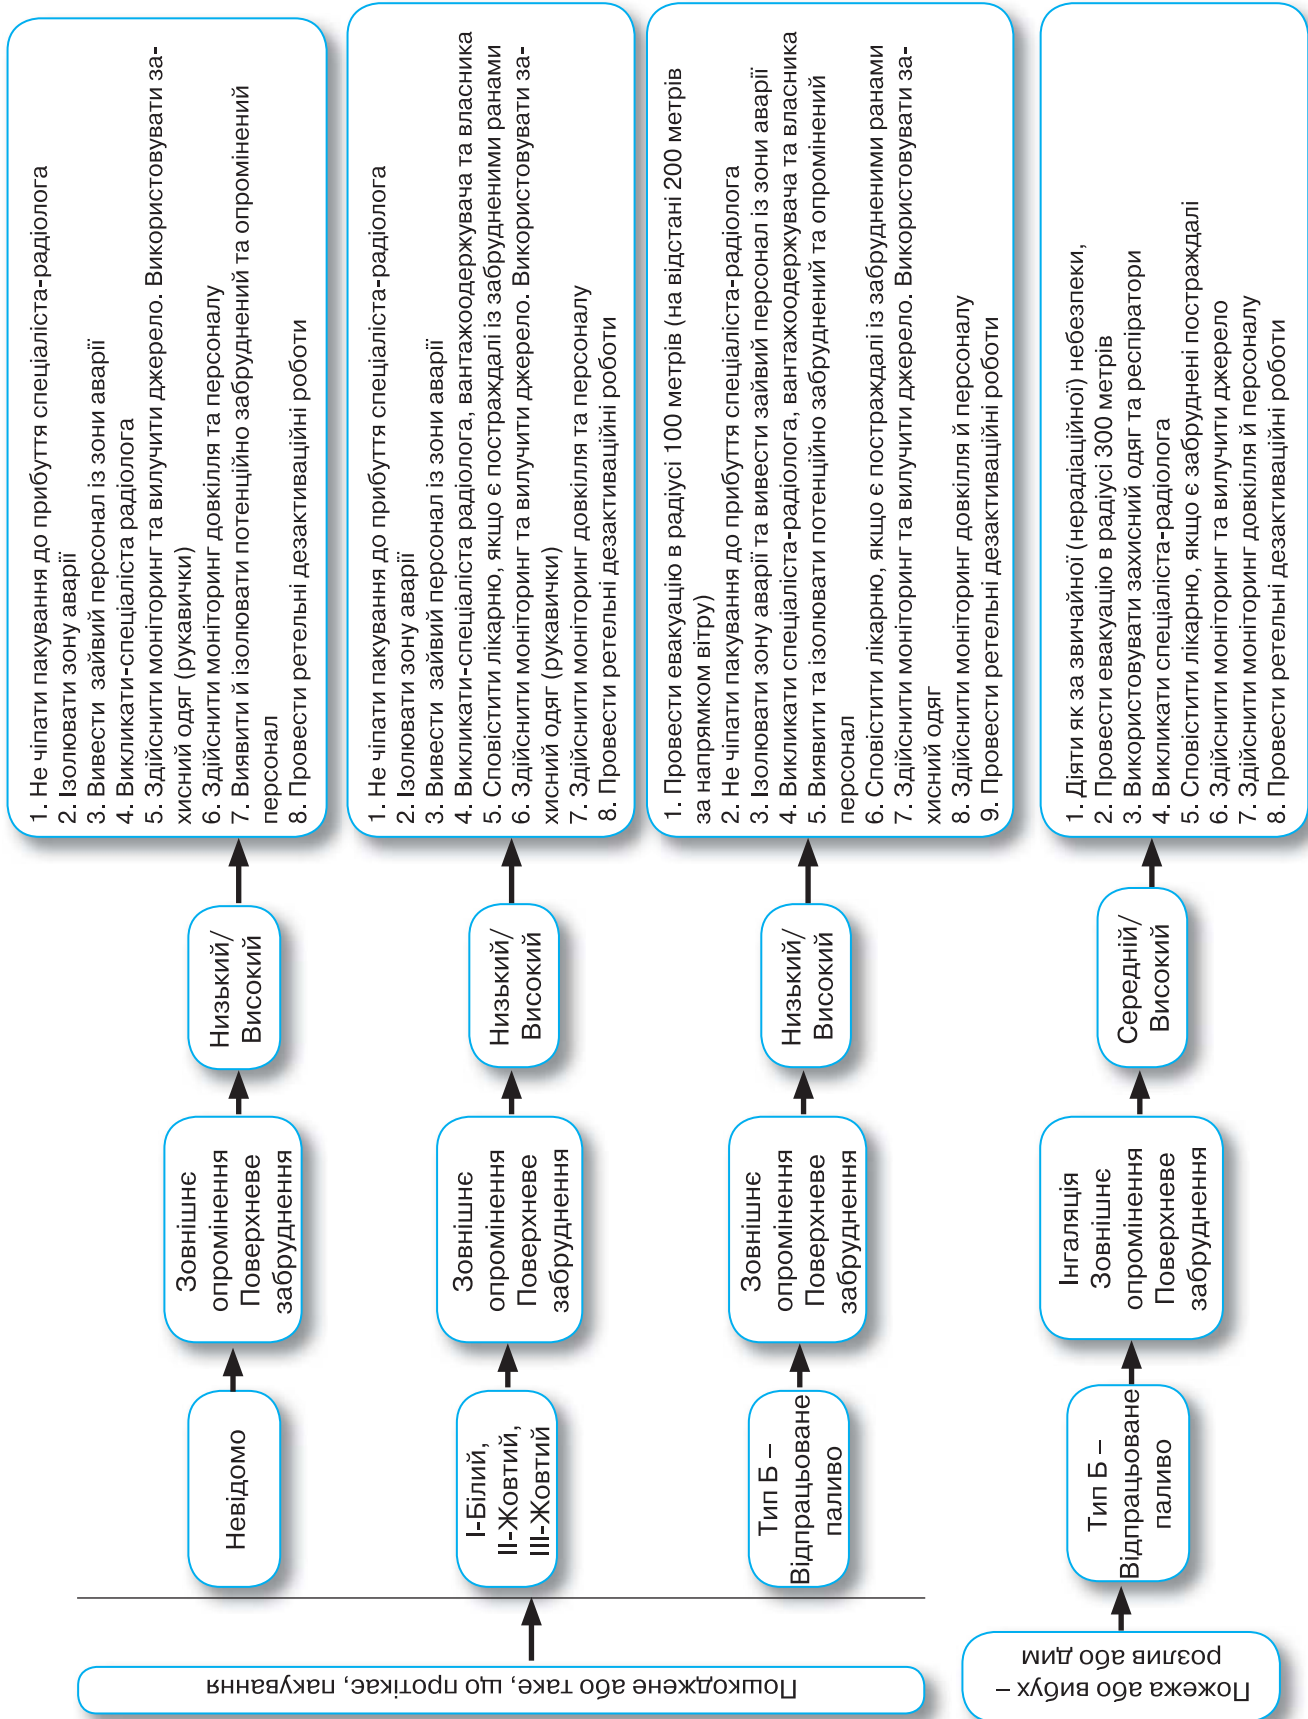 Пошкоджене або таке, що протікає, пакування
Невідомо
Зовнішнє
опромінення
Поверхневе
забруднення
Низький/
Високий
1. Не чіпати пакування до прибуття спеціаліста-радіолога
2. Ізолювати зону аварії
3. Вивести зайвий персонал із зони аварії
4. Викликати-спеціаліста радіолога
5. Здійснити моніторинг та вилучити джерело. Використовувати за-
хисний одяг (рукавички)
6. Здійснити моніторинг довкілля та персоналу
7. Виявити й ізолювати потенційно забруднений та опромінений
персонал
8. Провести ретельні дезактиваційні роботи
І-Білий,
ІІ-Жовтий,
ІІІ-Жовтий
Зовнішнє
опромінення
Поверхневе
забруднення
Низький/
Високий
1. Не чіпати пакування до прибуття спеціаліста-радіолога
2. Ізолювати зону аварії
3. Вивести зайвий персонал із зони аварії
4. Викликати-спеціаліста радіолога, вантажоодержувача та власника
5. Сповістити лікарню, якщо є постраждалі із забрудненими ранами
6. Здійснити моніторинг та вилучити джерело. Використовувати за-
хисний одяг (рукавички)
7. Здійснити моніторинг довкілля та персоналу
8. Провести ретельні дезактиваційні роботи
Тип Б –
Відпрацьоване
паливо
Зовнішнє
опромінення
Поверхневе
забруднення
Низький/
Високий
1. Провести евакуацію в радіусі 100 метрів (на відстані 200 метрів
за напрямком вітру)
2. Не чіпати пакування до прибуття спеціаліста-радіолога
3. Ізолювати зону аварії та вивести зайвий персонал із зони аварії
4. Викликати спеціаліста-радіолога, вантажоодержувача та власника
5. Виявити та ізолювати потенційно забруднений та опромінений
персонал
6. Сповістити лікарню, якщо є постраждалі із забрудненими ранами
7. Здійснити моніторинг та вилучити джерело. Використовувати за-
хисний одяг
8. Здійснити моніторинг довкілля й персоналу
9. Провести ретельні дезактиваційні роботи
Пожежа або вибух –
розлив або дим
Тип Б –
Відпрацьоване
паливо
Інгаляція
Зовнішнє
опромінення
Поверхневе
забруднення
Середній/
Високий
1. Діяти як за звичайної (нерадіаційної) небезпеки,
2. Провести евакуацію в радіусі 300 метрів
3. Використовувати захисний одяг та респіратори
4. Викликати спеціаліста-радіолога
5. Сповістити лікарню, якщо є забруднені постраждалі
6. Здійснити моніторинг та вилучити джерело
7. Здійснити моніторинг довкілля й персоналу
8. Провести ретельні дезактиваційні роботи